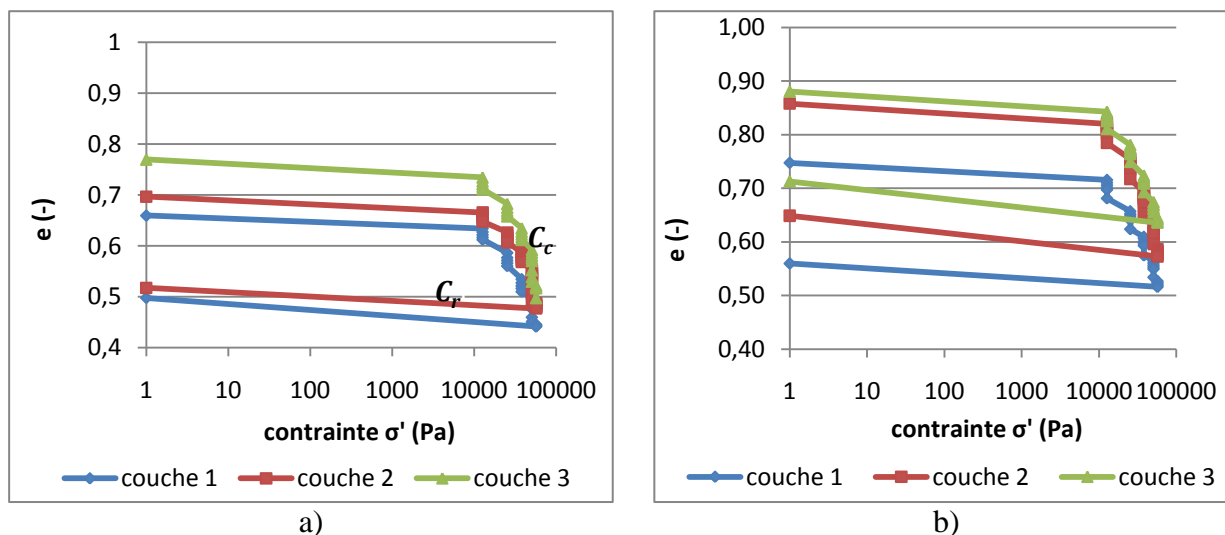 1
0,9
0,8
0,7
0,6
0,5
0,4
e (-)
C_c
C_r
1 10 100 1000 10000 100000
contrainte σ' (Pa)
couche 1 couche 2 couche 3
a)
1,00
0,90
0,80
0,70
0,60
0,50
0,40
e (-)
1 10 100 1000 10000 100000
contrainte σ' (Pa)
couche 1 couche 2 couche 3
b)